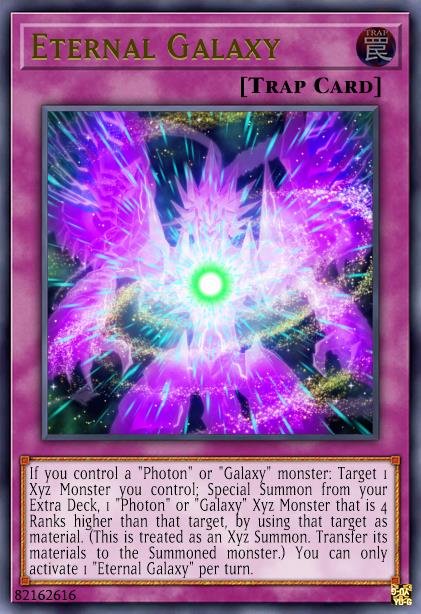 Eternal Galaxy
TRAP
罠
[Trap Card]
If you control a "Photon" or "Galaxy" monster: Target 1
Xyz Monster you control; Special Summon from your
Extra Deck, 1 "Photon" or "Galaxy" Xyz Monster that is 4
Ranks higher than that target, by using that target as
material. (This is treated as an Xyz Summon. Transfer its
materials to the Summoned monster.) You can only
activate 1 "Eternal Galaxy" per turn.
82162616